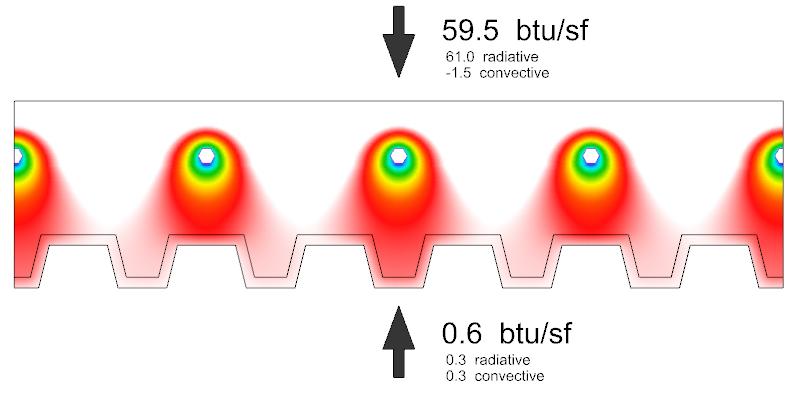 59.5 btu/sf
61.0 radiative
-1.5 convective
0.6 btu/sf
0.3 radiative
0.3 convective